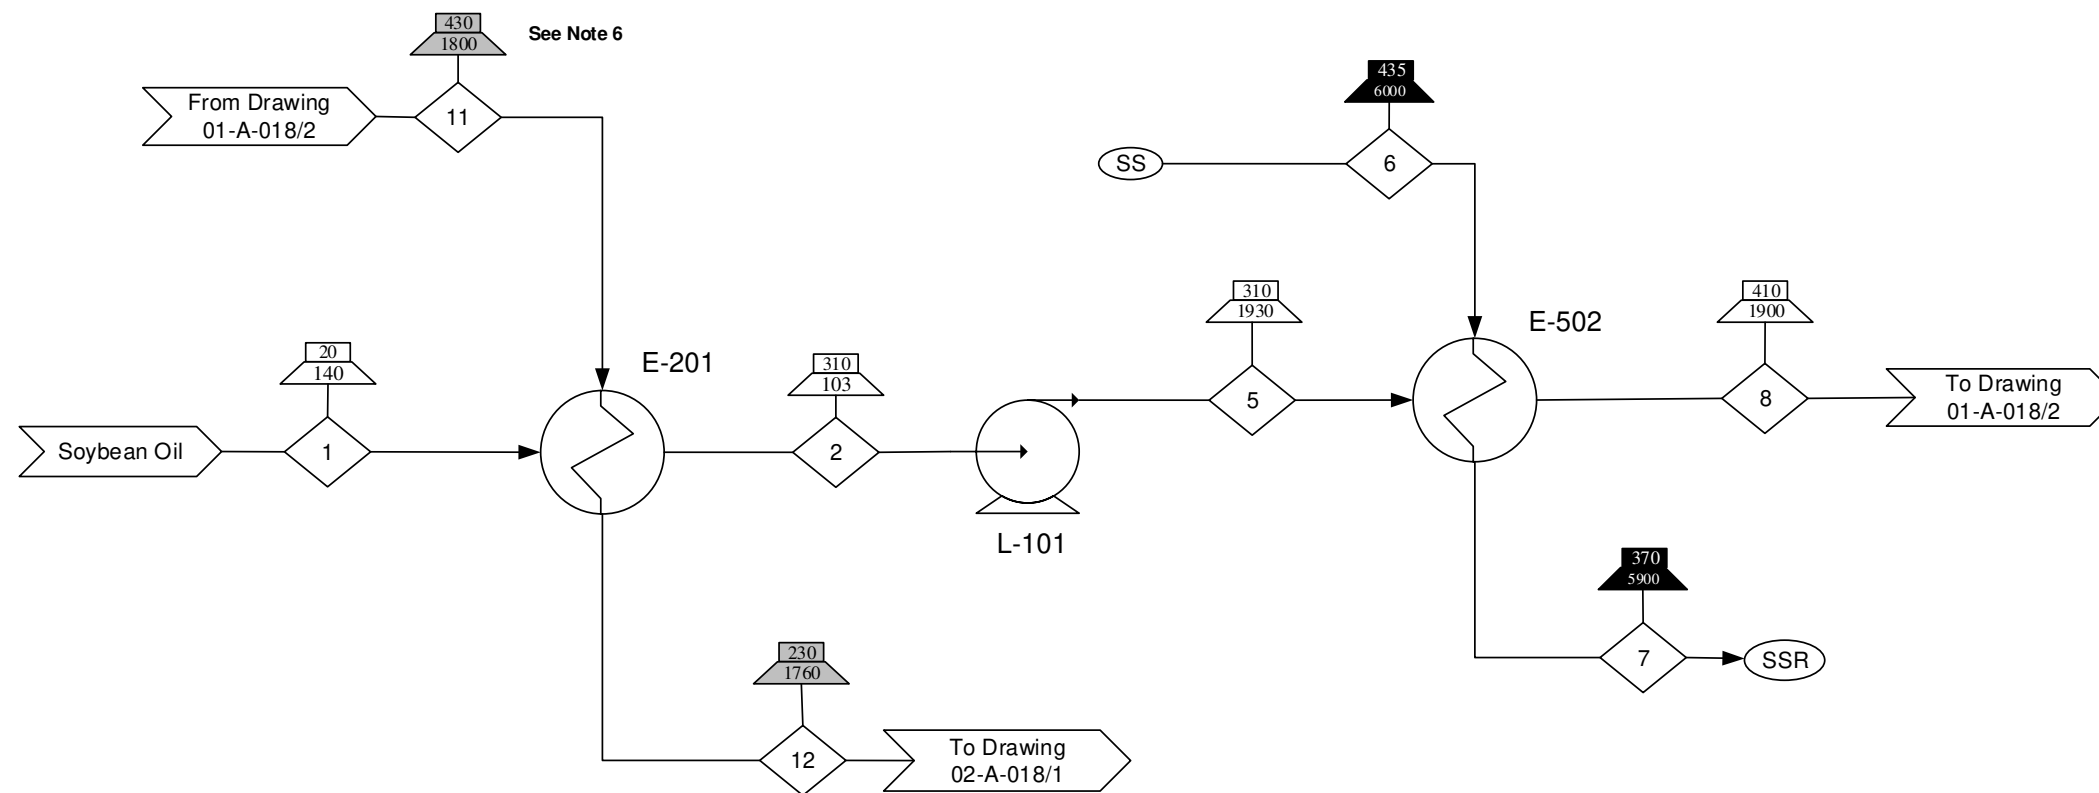 430
1800
See Note 6
From Drawing
01-A-018/2
11
435
6000
SS
6
310
1930
E-502
410
1900
20
140
E-201
310
103
5
8
To Drawing
01-A-018/2
Soybean Oil
1
2
L-101
370
5900
7
SSR
230
1760
12
To Drawing
02-A-018/1